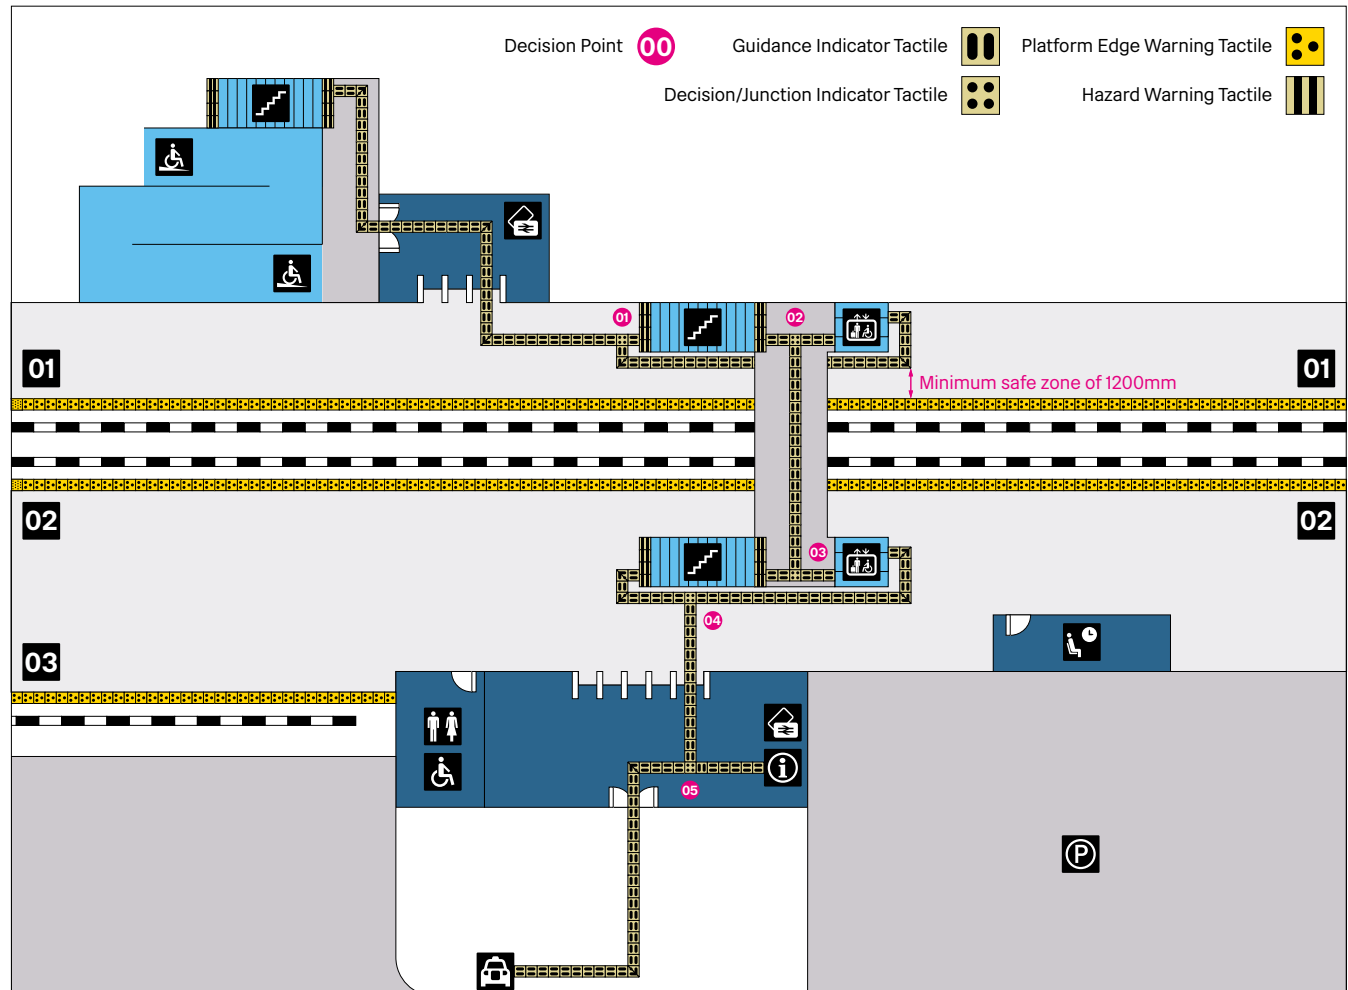 Decision Point 00 Guidance Indicator Tactile Platform Edge Warning Tactile
Decision/Junction Indicator Tactile Hazard Warning Tactile
01 02
01 01
Minimum safe zone of 1200mm
02 02
03
04
03
05
i
P